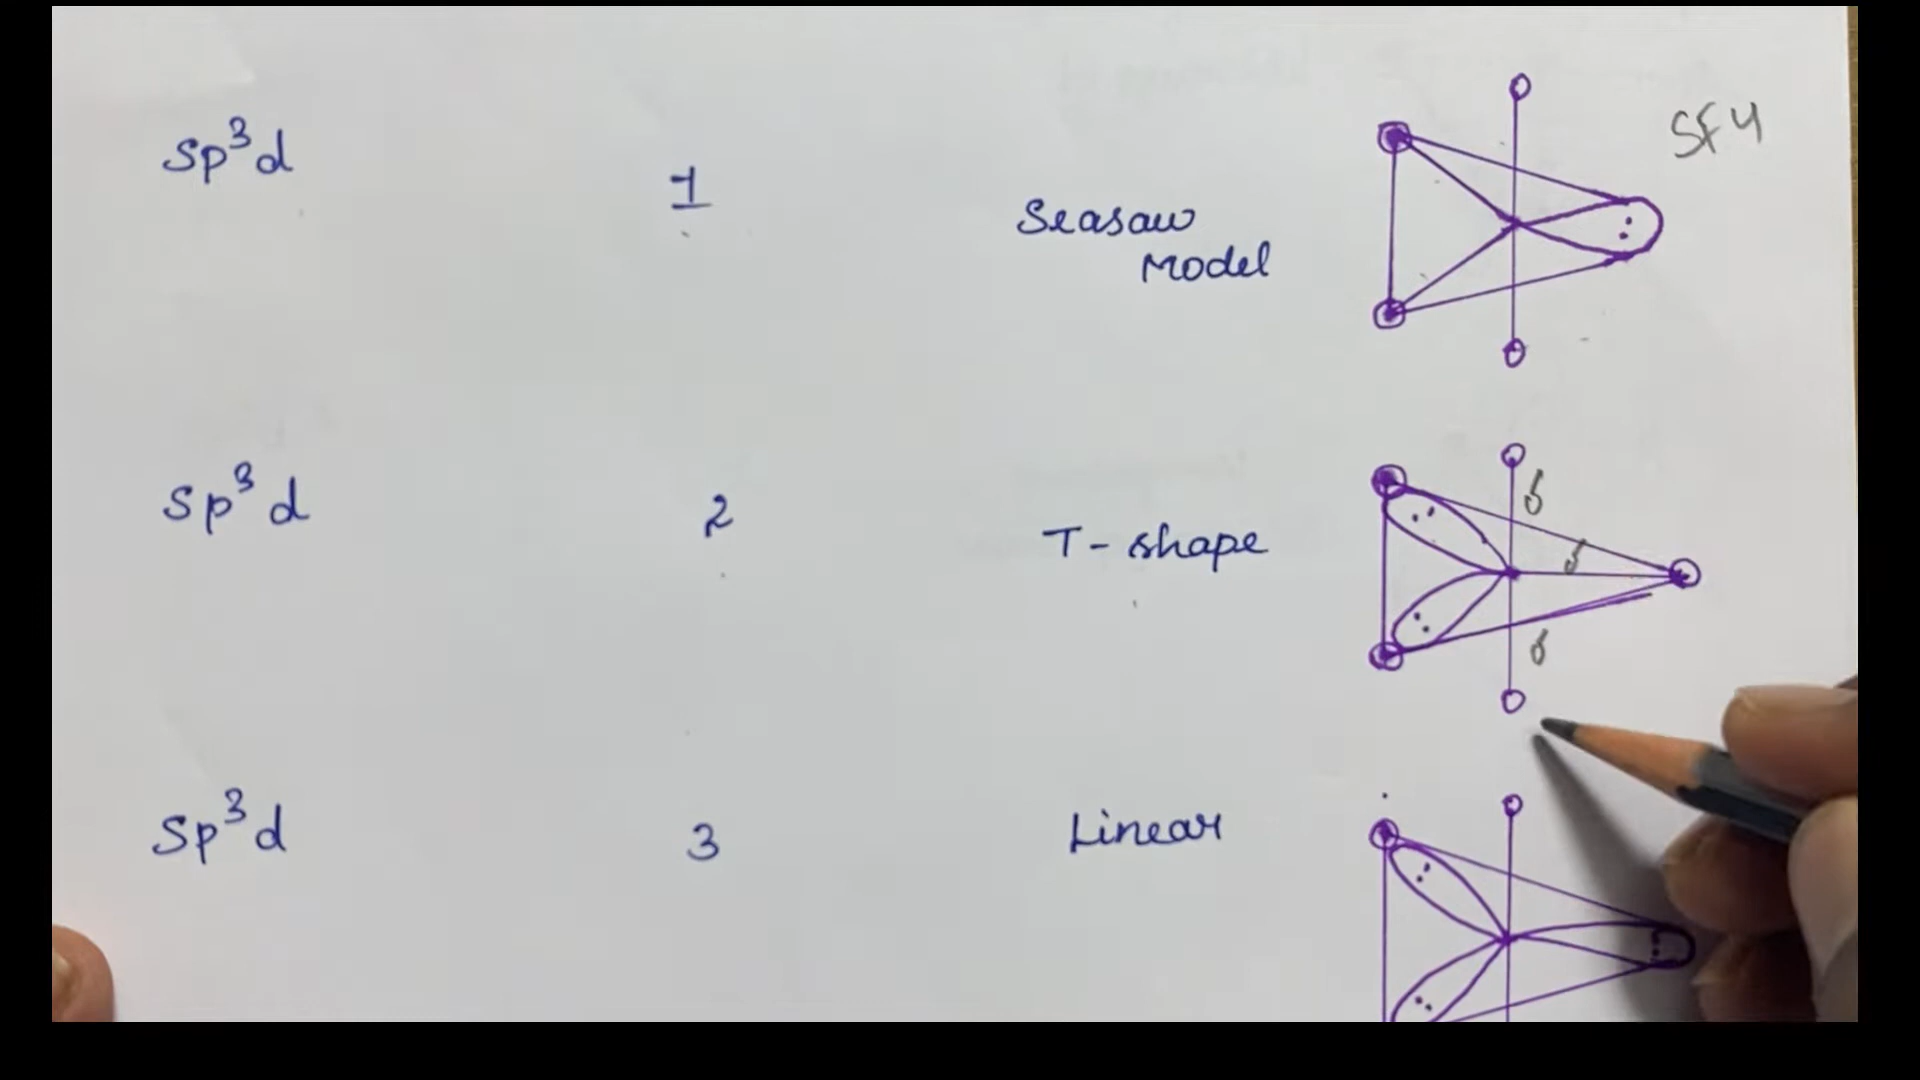 sp³d
1
Seasaw
Model
SF4
sp³d
2
T-shape
sp³d
3
Linear